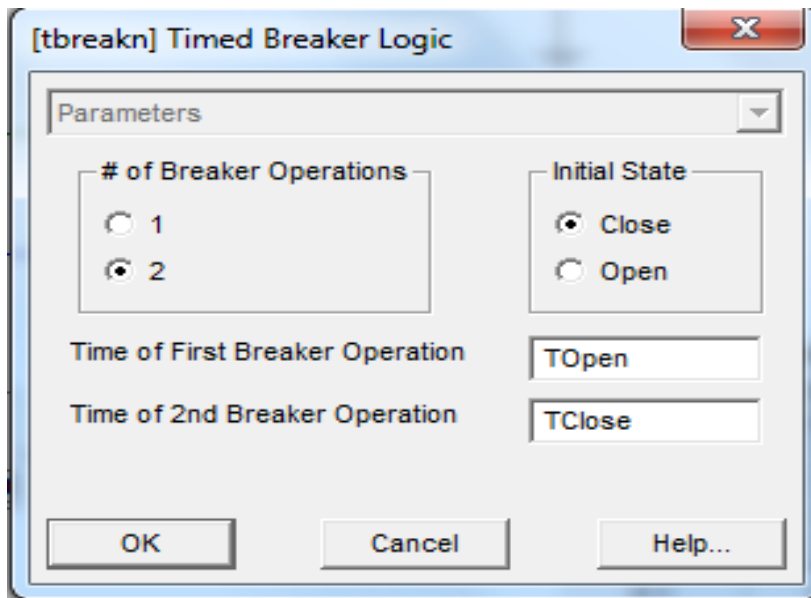 [tbreakn] Timed Breaker Logic
Parameters
# of Breaker Operations
1
2
Initial State
Close
Open
Time of First Breaker Operation
TOpen
Time of 2nd Breaker Operation
TClose
OK
Cancel
Help...